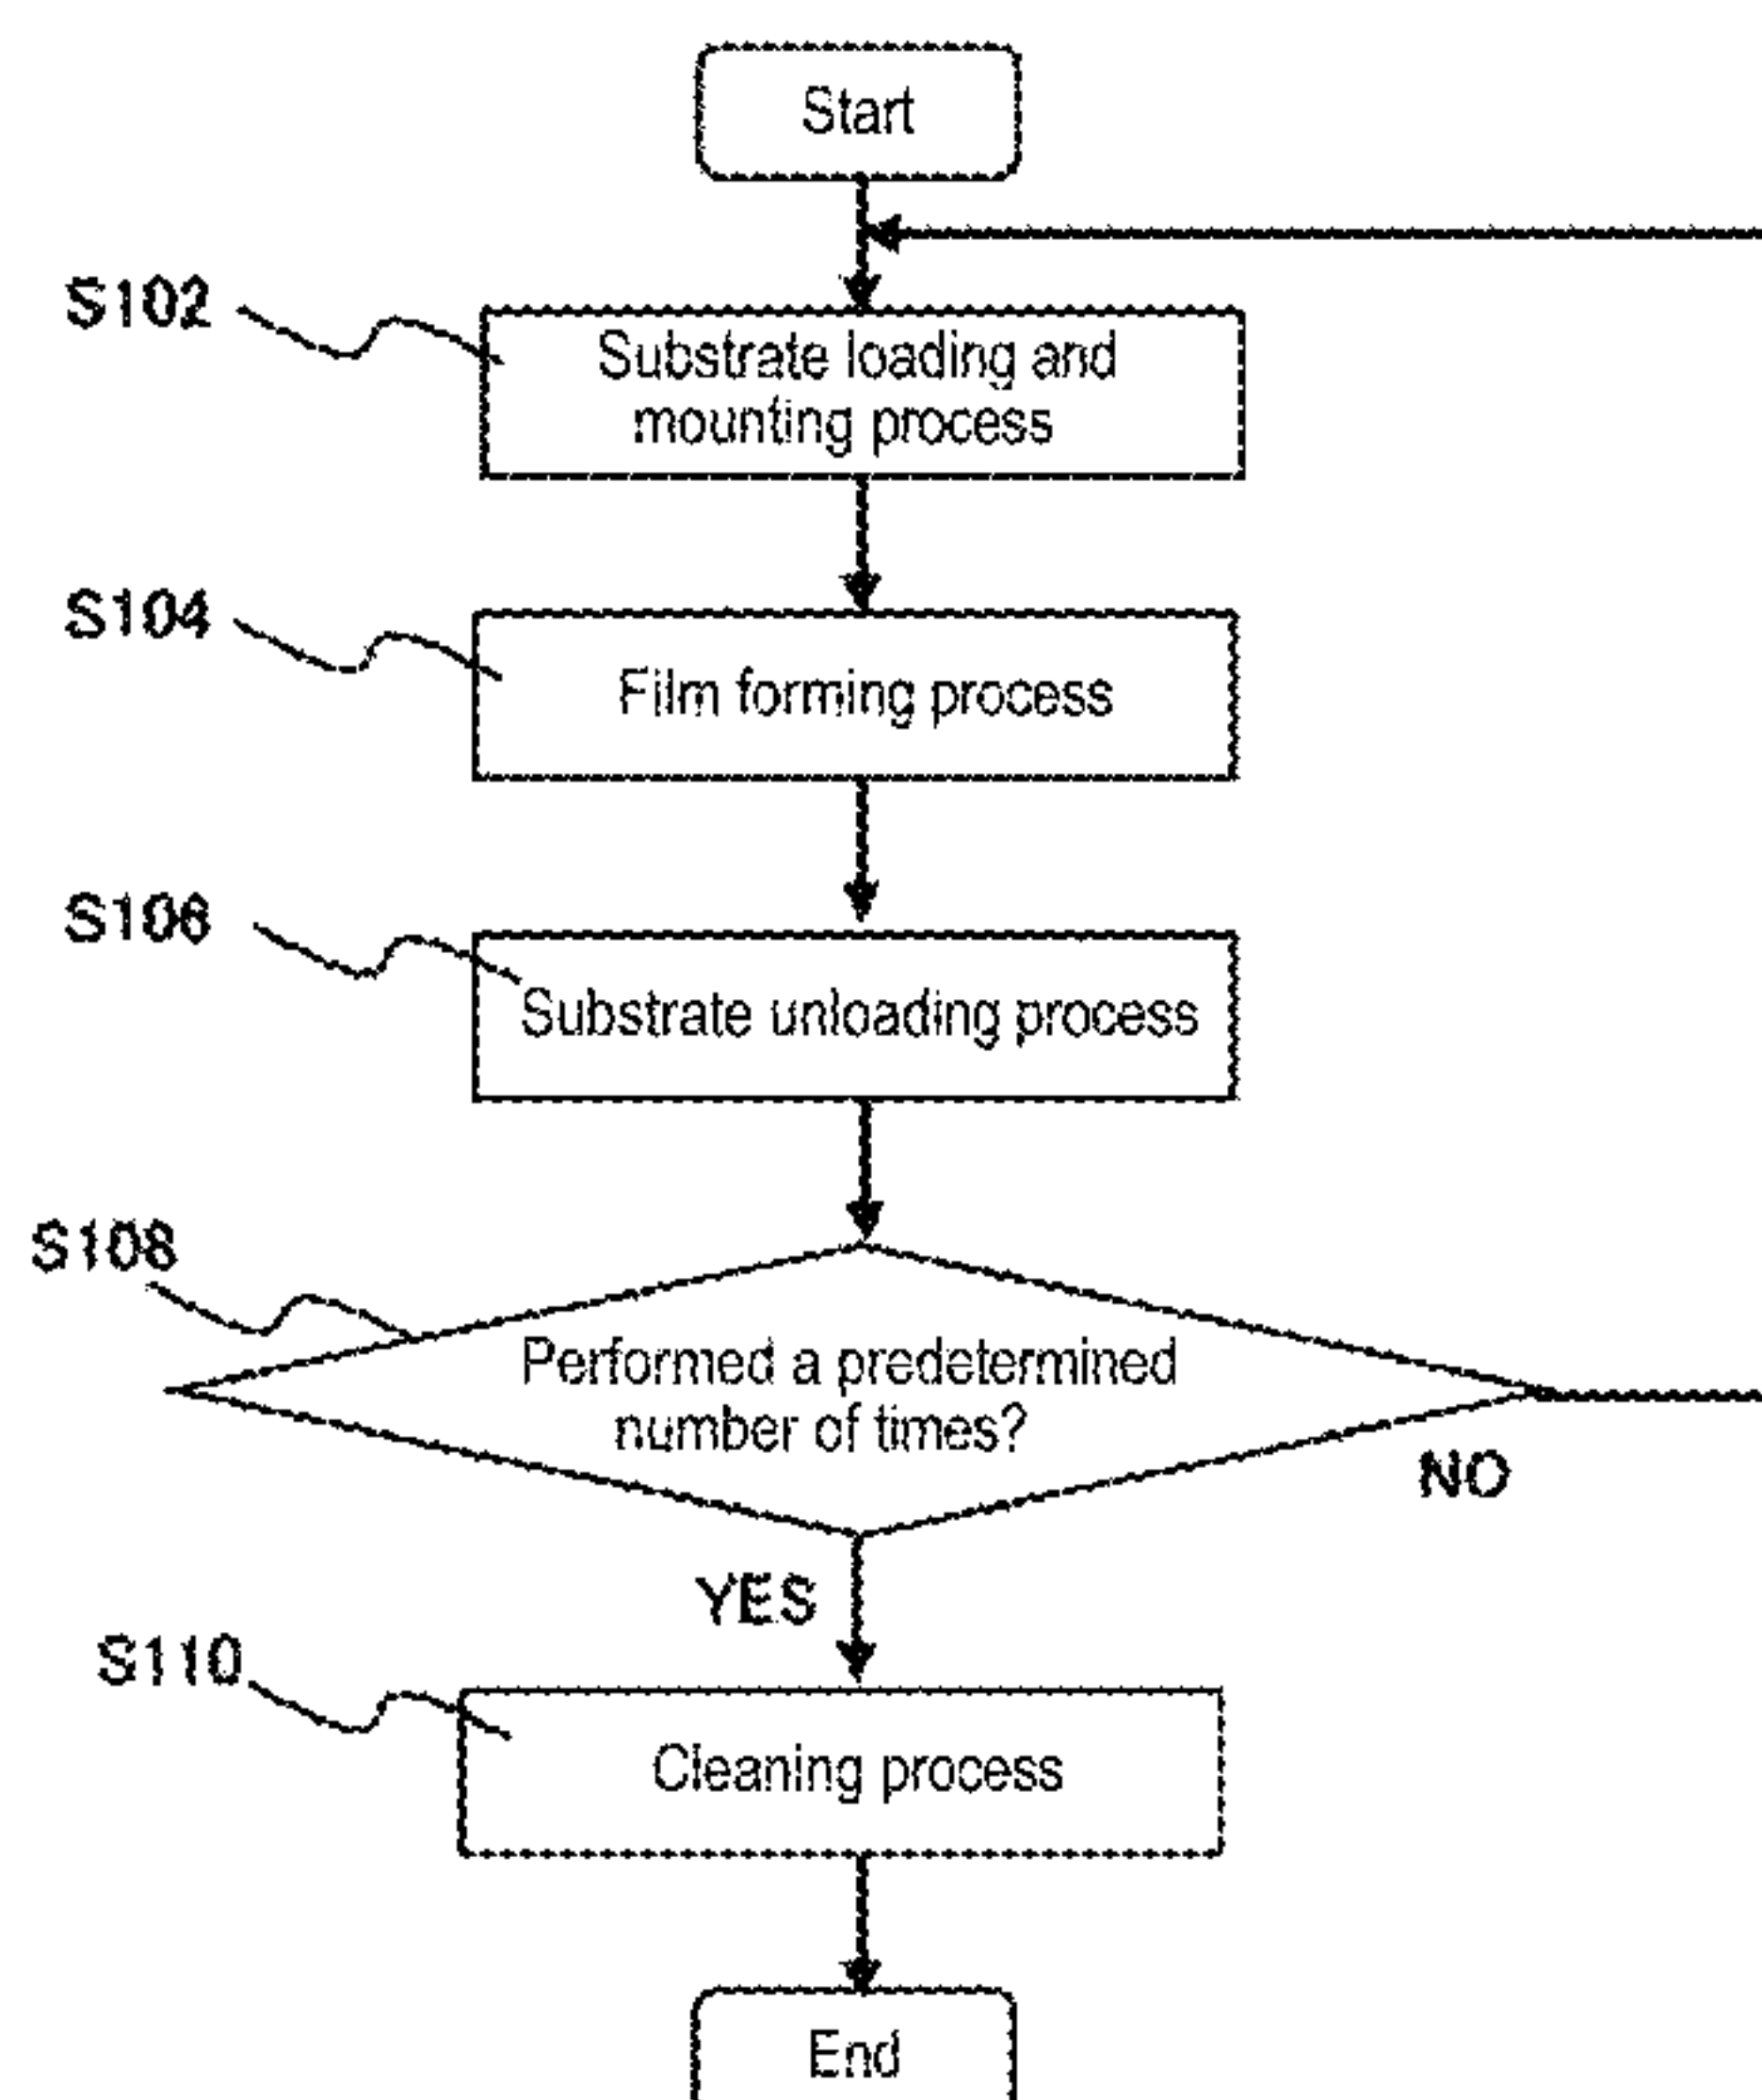 Start
S102
Substrate loading and
mounting process
S104
Film forming process
S106
Substrate unloading process
S108
Performed a predetermined
number of times?
NO
YES
S110
Cleaning process
End